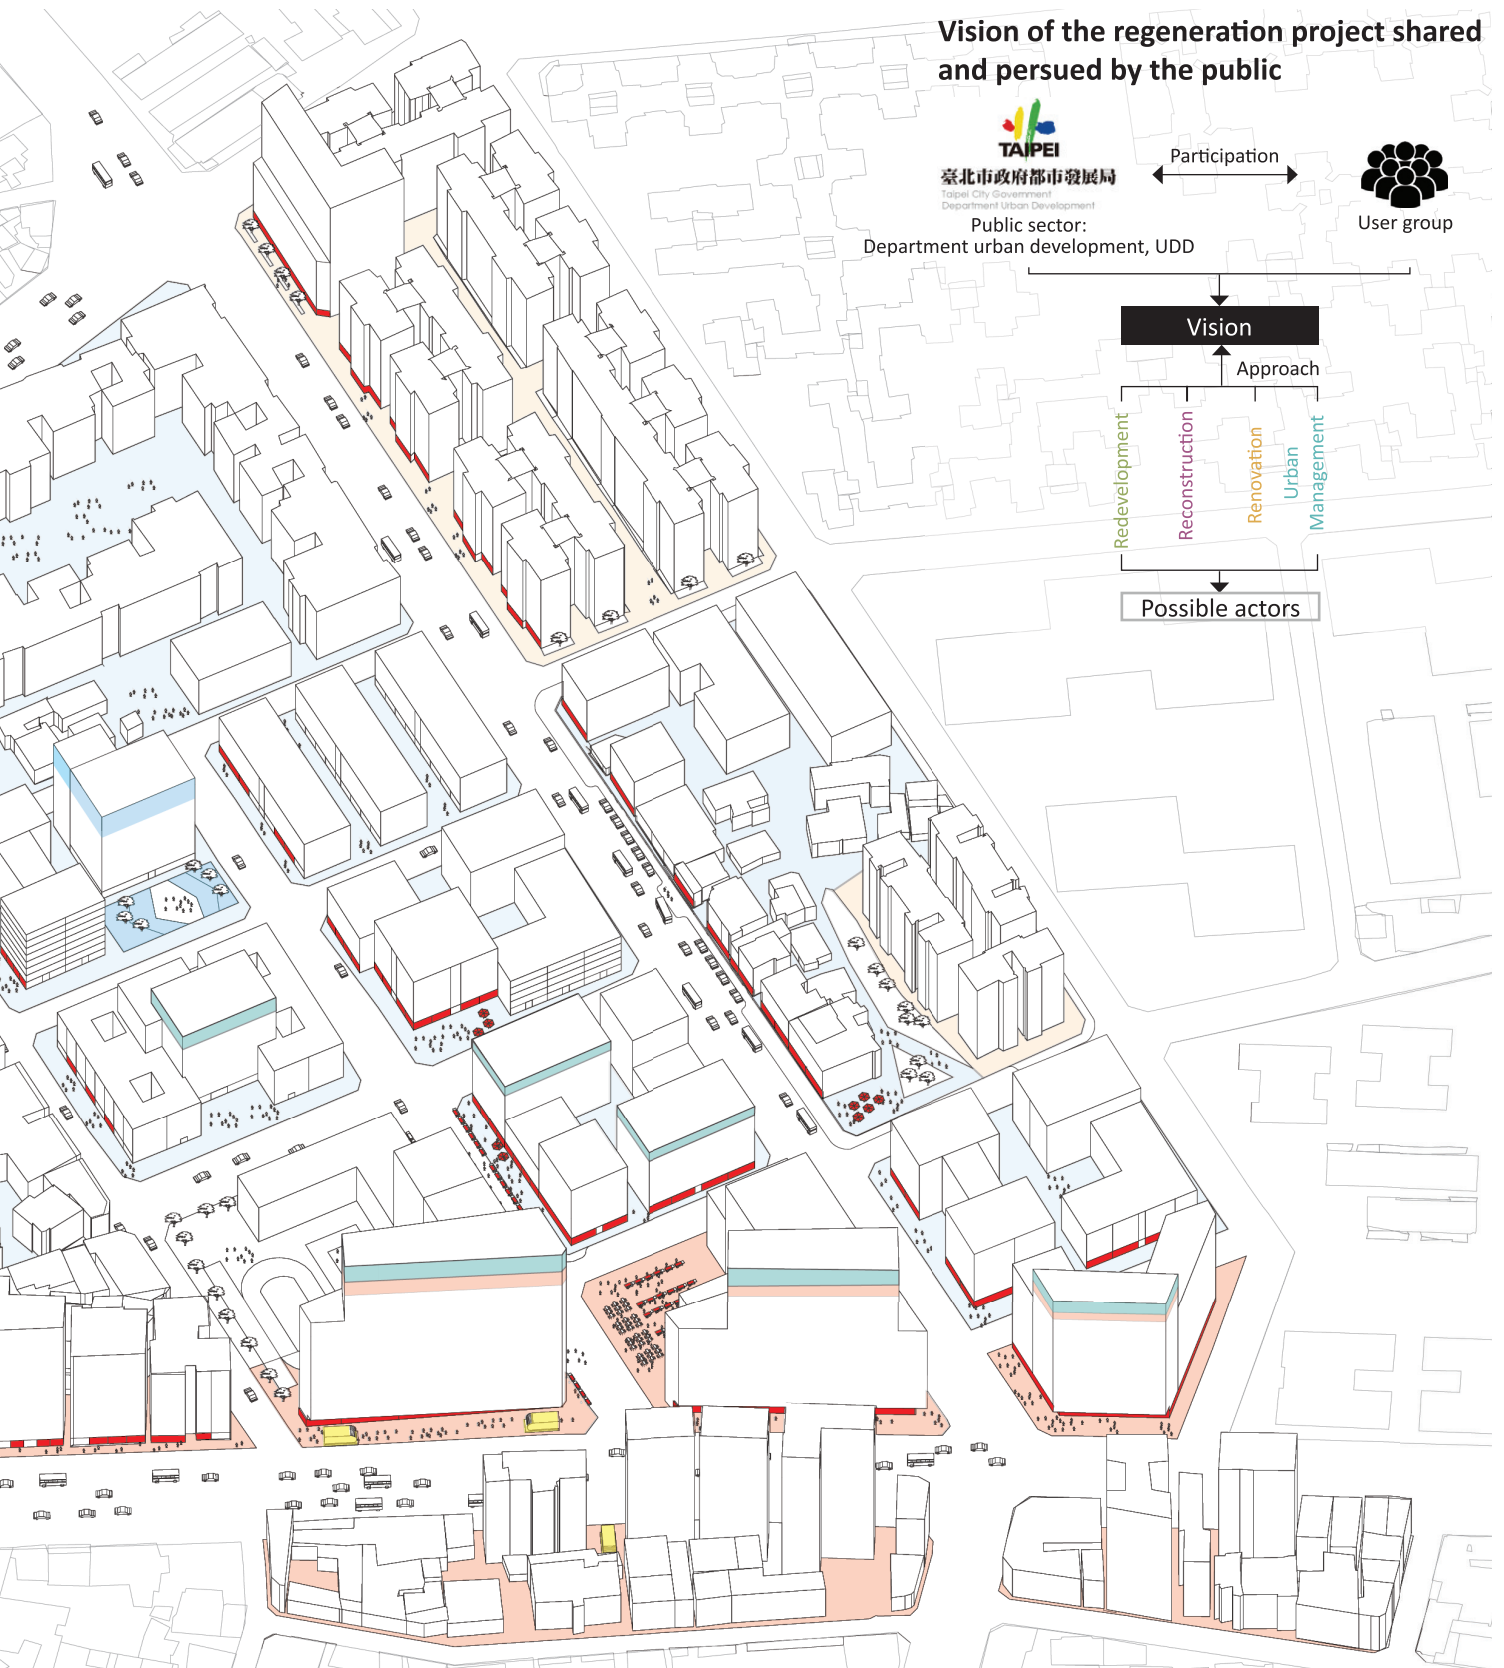 Vision of the regeneration project shared
and persued by the public
TAIPEI
臺北市政府都市發展局
Taipei City Government
Department Urban Development
Participation
Public sector:
Department urban development, UDD
User group
Vision
Approach
Redevelopment
Reconstruction
Renovation
Urban
Management
Possible actors